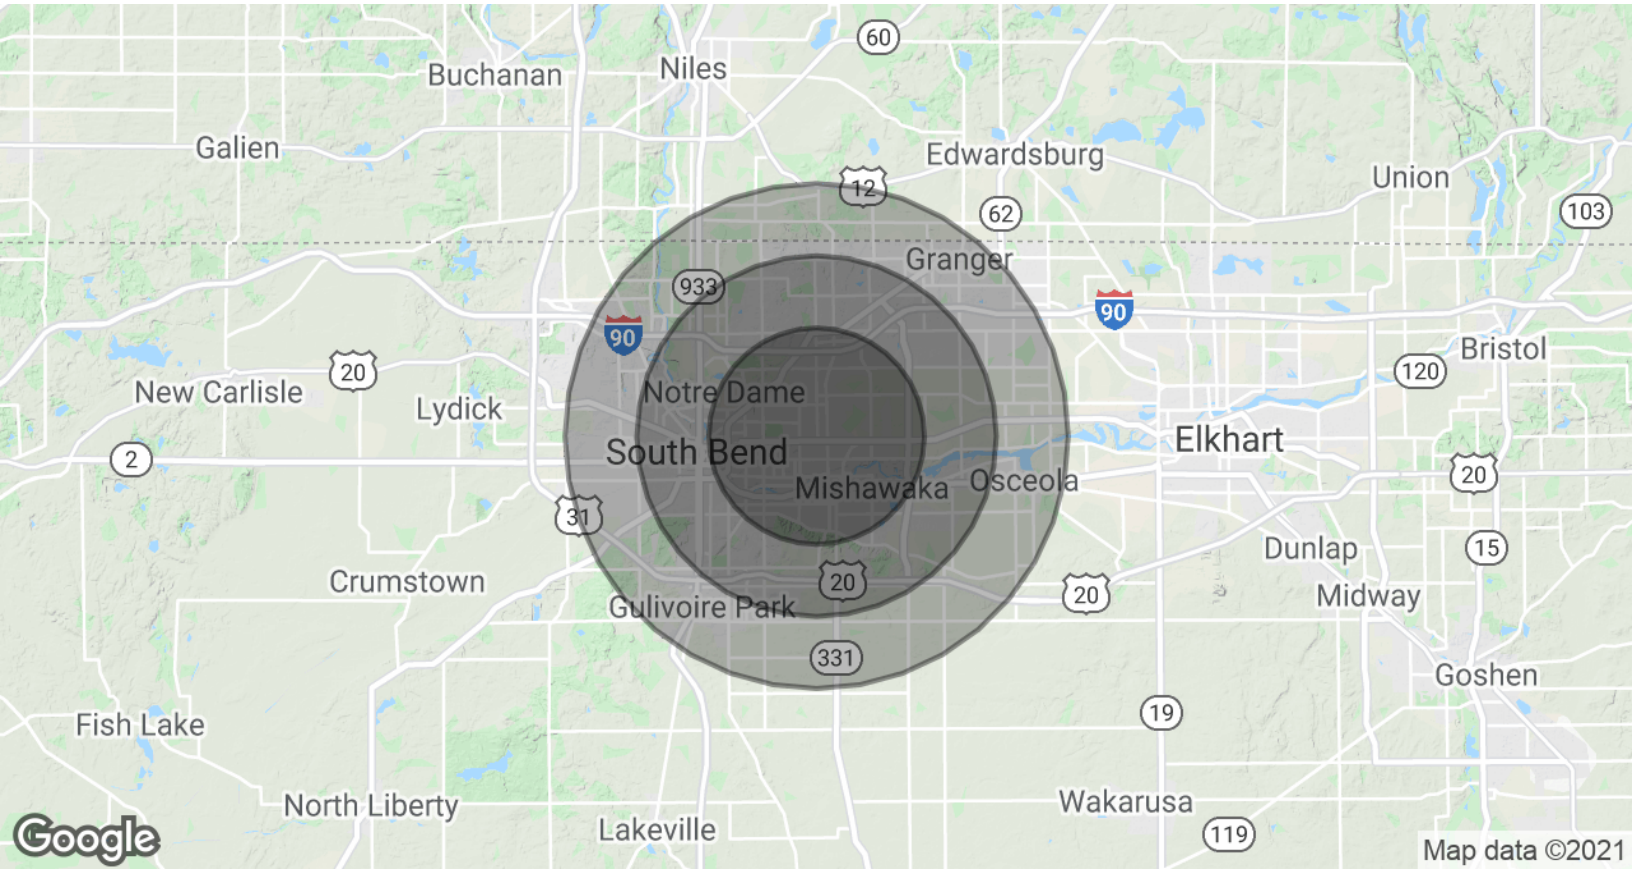 60
Buchanan
Niles
Galien
Edwardsburg
Union
12
62
103
Granger
933
90
90
Bristol
20
120
New Carlisle
Notre Dame
Lydick
South Bend
Elkhart
2
Mishawaka
Osceola
20
31
Dunlap
15
Crumstown
20
20
Midway
Gulivoire Park
331
Goshen
19
Fish Lake
North Liberty
Wakarusa
Lakeville
119
Google
Map data ©2021